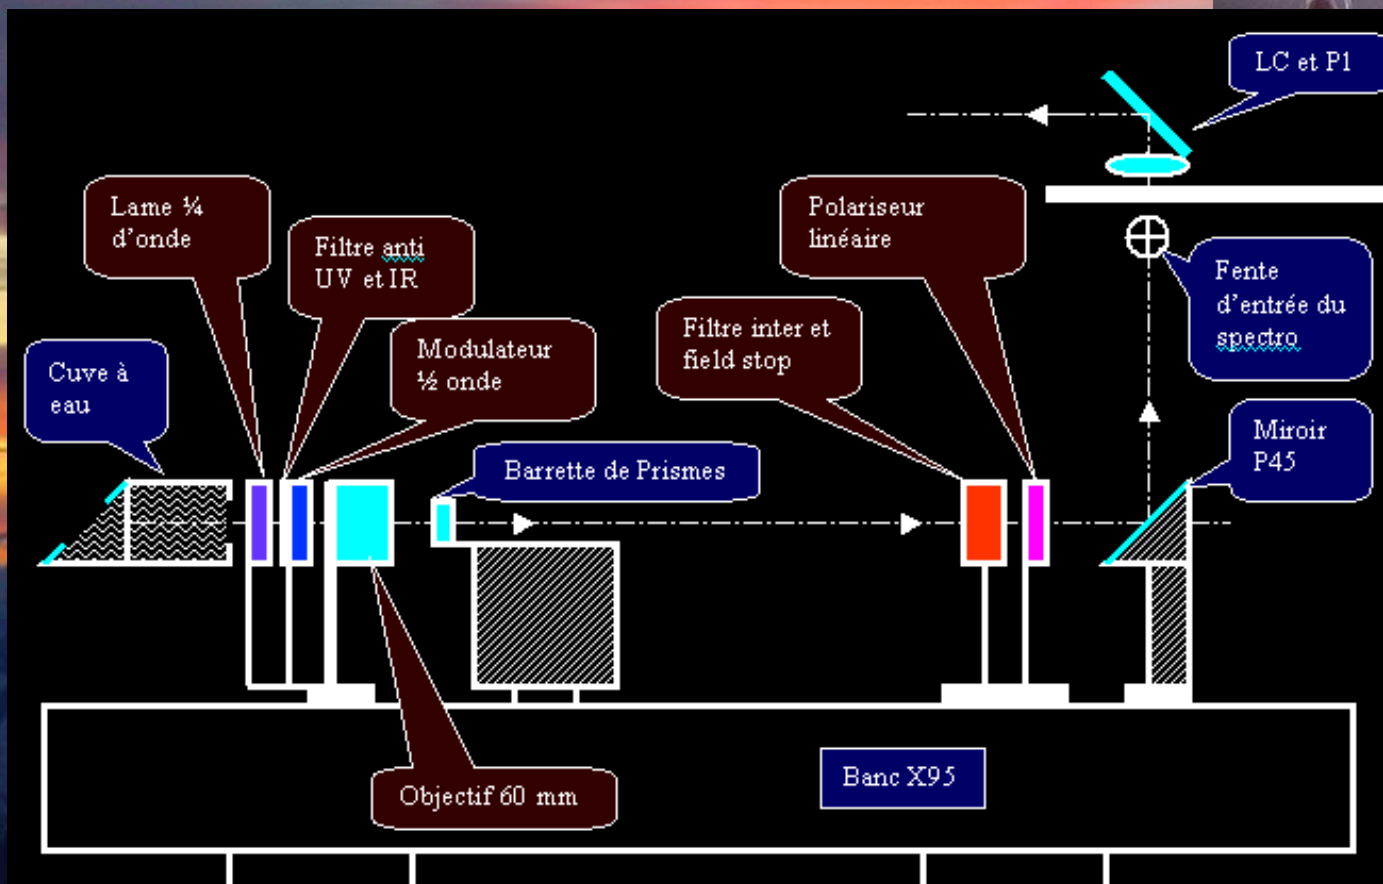 LC et P1
Lame ¼
d'onde
Filtre anti
UV et IR
Polariseur
linéaire
Fente
d'entrée du
spectro
Filtre inter et
field stop
Modulateur
½ onde
Cuve à
eau
Barrette de Prismes
Miroir
P45
Objectif 60 mm
Banc X95